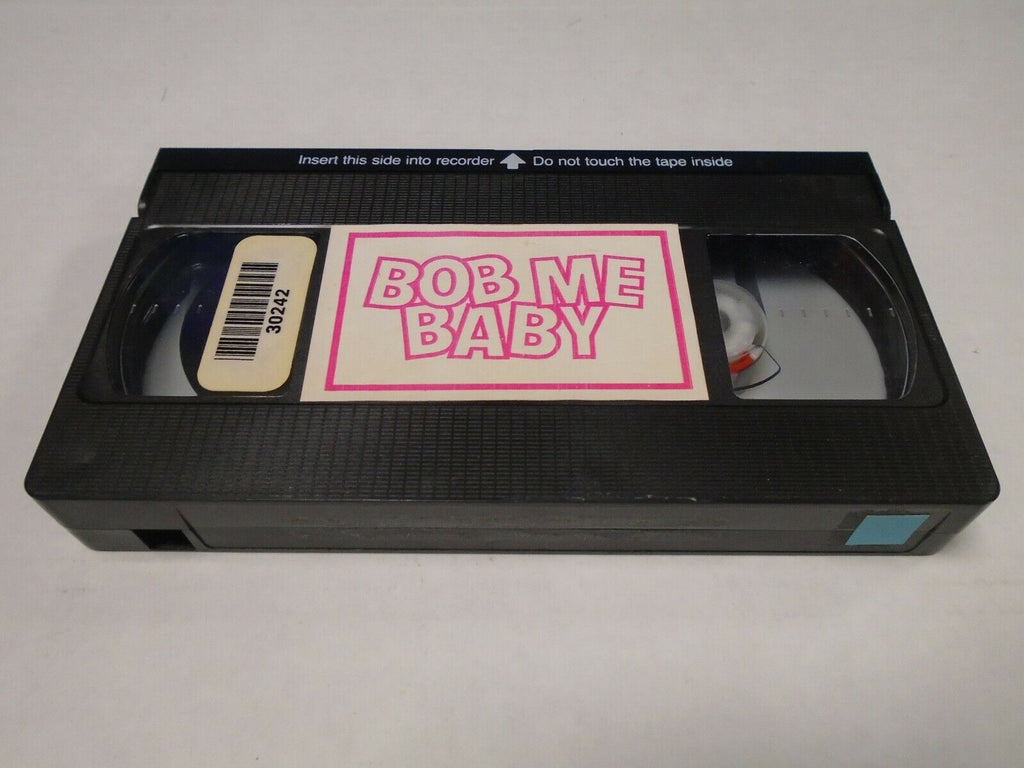 Insert this side into recorder Do not touch the tape inside
30242
BOB ME
BABY